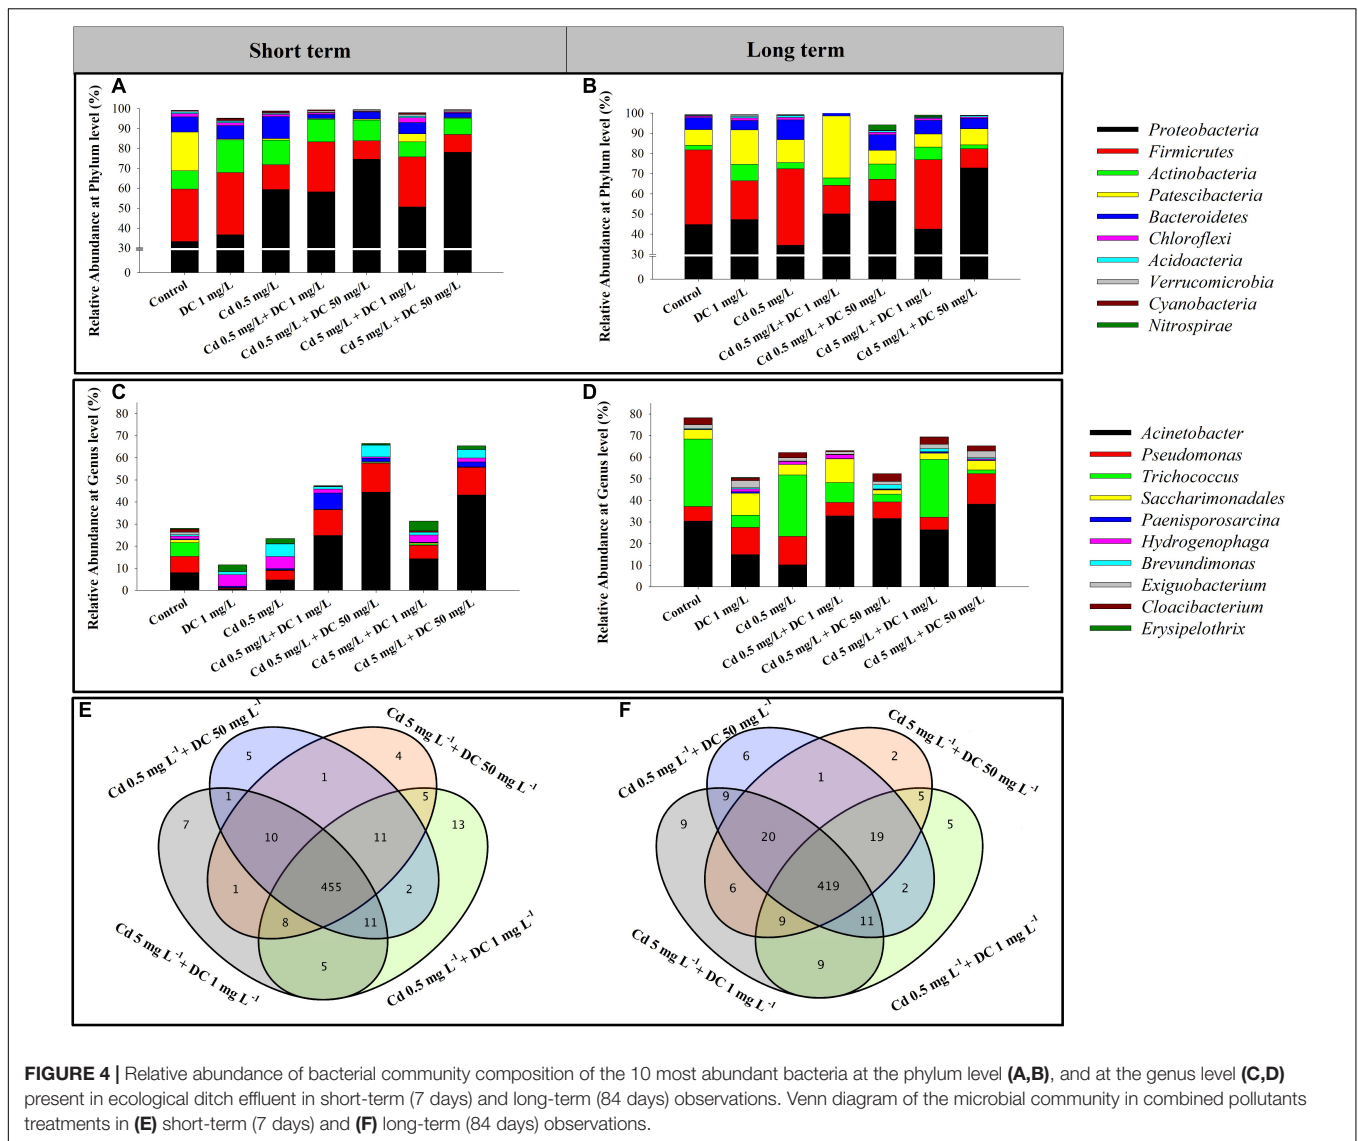 Short term
Long term
A
Relative Abundance at Phylum level (%)
100
90
80
70
60
50
40
30
0
Control
DC 1 mg/L
Cd 0.5 mg/L
Cd 0.5 mg/L+ DC 1 mg/L
Cd 0.5 mg/L + DC 50 mg/L
Cd 5 mg/L + DC 1 mg/L
Cd 5 mg/L + DC 50 mg/L
B
Relative Abundance at Phylum level (%)
100
90
80
70
60
50
40
30
0
Control
DC 1 mg/L
Cd 0.5 mg/L
Cd 0.5 mg/L+ DC 1 mg/L
Cd 0.5 mg/L + DC 50 mg/L
Cd 5 mg/L + DC 1 mg/L
Cd 5 mg/L + DC 50 mg/L
Proteobacteria
Firmicrutes
Actinobacteria
Patescibacteria
Bacteroidetes
Chloroflexi
Acidoacteria
Verrucomicrobia
Cyanobacteria
Nitrospirae
C
Relative Abundance at Genus level (%)
80
70
60
50
40
30
20
10
0
Control
DC 1 mg/L
Cd 0.5 mg/L
Cd 0.5 mg/L+ DC 1 mg/L
Cd 0.5 mg/L + DC 50 mg/L
Cd 5 mg/L + DC 1 mg/L
Cd 5 mg/L + DC 50 mg/L
D
Relative Abundance at Genus level (%)
80
70
60
50
40
30
20
10
0
Control
DC 1 mg/L
Cd 0.5 mg/L
Cd 0.5 mg/L+ DC 1 mg/L
Cd 0.5 mg/L + DC 50 mg/L
Cd 5 mg/L + DC 1 mg/L
Cd 5 mg/L + DC 50 mg/L
Acinetobacter
Pseudomonas
Trichococcus
Saccharimonadales
Paenisporosarcina
Hydrogenophaga
Brevundimonas
Exiguobacterium
Cloacibacterium
Erysipelothrix
E
Cd 0.5 mg L⁻¹+ DC 50 mg L⁻¹
Cd 5 mg L⁻¹+ DC 50 mg L⁻¹
5
4
1
1
5
7
13
10
11
1
455
2
8
11
5
Cd 5 mg L⁻¹+ DC 1 mg L⁻¹
Cd 0.5 mg L⁻¹+ DC 1 mg L⁻¹
F
Cd 0.5 mg L⁻¹+ DC 50 mg L⁻¹
Cd 5 mg L⁻¹+ DC 50 mg L⁻¹
6
2
1
9
5
9
5
20
19
6
419
2
9
11
9
Cd 5 mg L⁻¹+ DC 1 mg L⁻¹
Cd 0.5 mg L⁻¹+ DC 1 mg L⁻¹
FIGURE 4 | Relative abundance of bacterial community composition of the 10 most abundant bacteria at the phylum level (A,B), and at the genus level (C,D)
present in ecological ditch effluent in short-term (7 days) and long-term (84 days) observations. Venn diagram of the microbial community in combined pollutants
treatments in (E) short-term (7 days) and (F) long-term (84 days) observations.